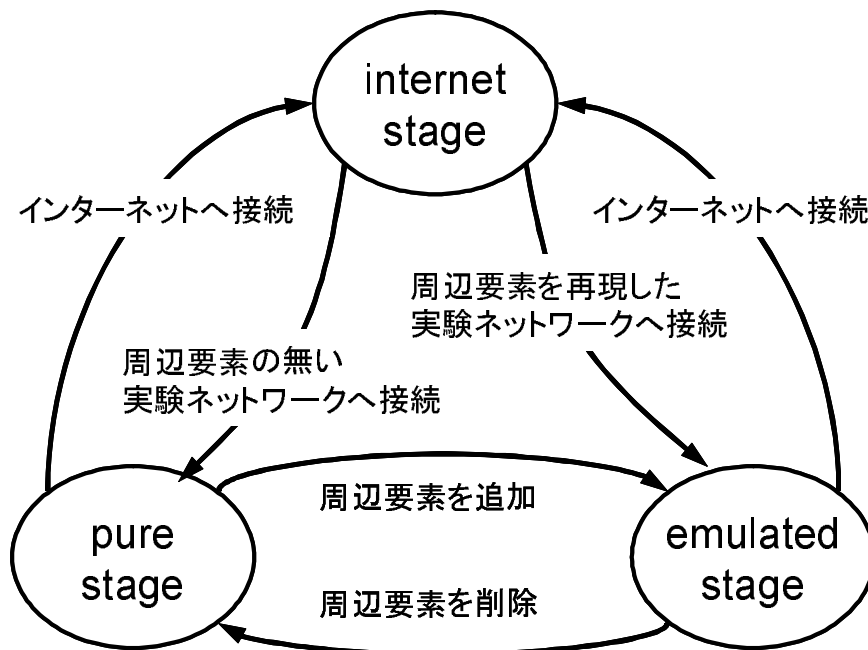 internet
stage
インターネットへ接続
インターネットへ接続
周辺要素を再現した
実験ネットワークへ接続
周辺要素の無い
実験ネットワークへ接続
周辺要素を追加
pure
stage
emulated
stage
周辺要素を削除